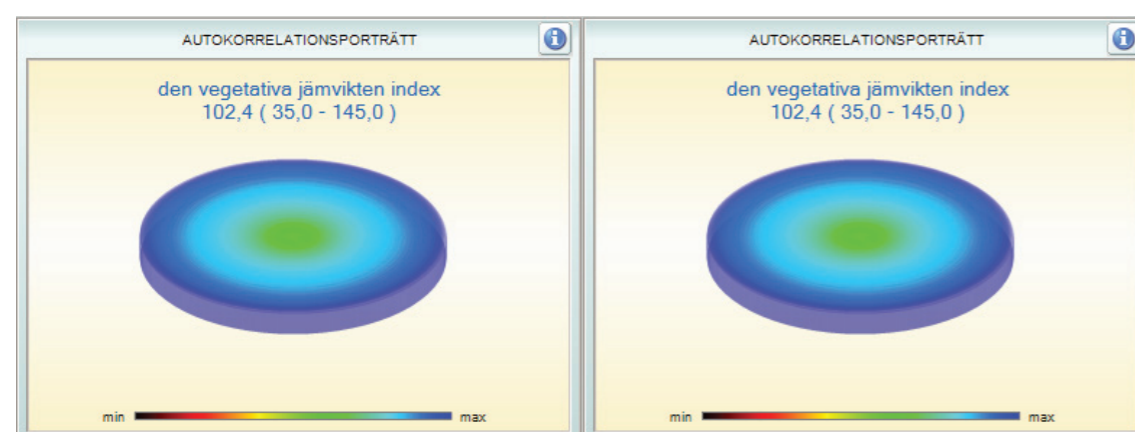 AUTOKORRELATIONSPORTRÄTT
den vegetativa jämvikten index
102,4 ( 35,0 - 145,0 )
min max
AUTOKORRELATIONSPORTRÄTT
den vegetativa jämvikten index
102,4 ( 35,0 - 145,0 )
min max